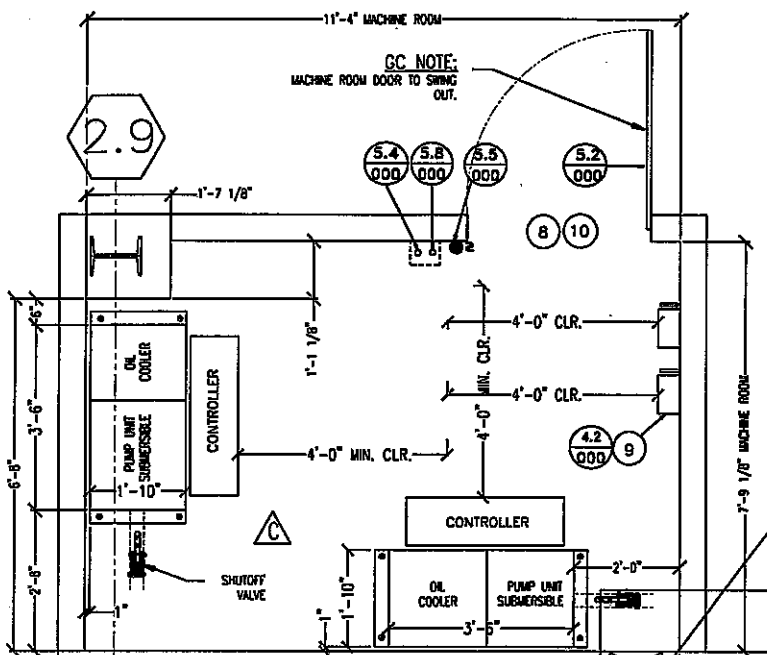 11'-4" MACHINE ROOM
GC NOTE:
MACHINE ROOM DOOR TO SWING
OUT.
2.9
5.4
000
5.8
000
5.5
000
5.2
000
1'-7 1/8"
8
10
2
6"
1'-1 1/8"
4'-0" CLR.
4'-0" MIN. CLR.
4'-0" CLR.
OIL
COOLER
CONTROLLER
3'-6"
PUMP UNIT
SUBMERSIBLE
6'-8"
1'-10"
4'-0" MIN. CLR.
4.2
000
9
7'-9 1/8" MACHINE ROOM
C
CONTROLLER
2'-8"
SHUTOFF
VALVE
1"
1"
1'-10"
OIL
COOLER
PUMP UNIT
SUBMERSIBLE
2'-0"
3'-6"